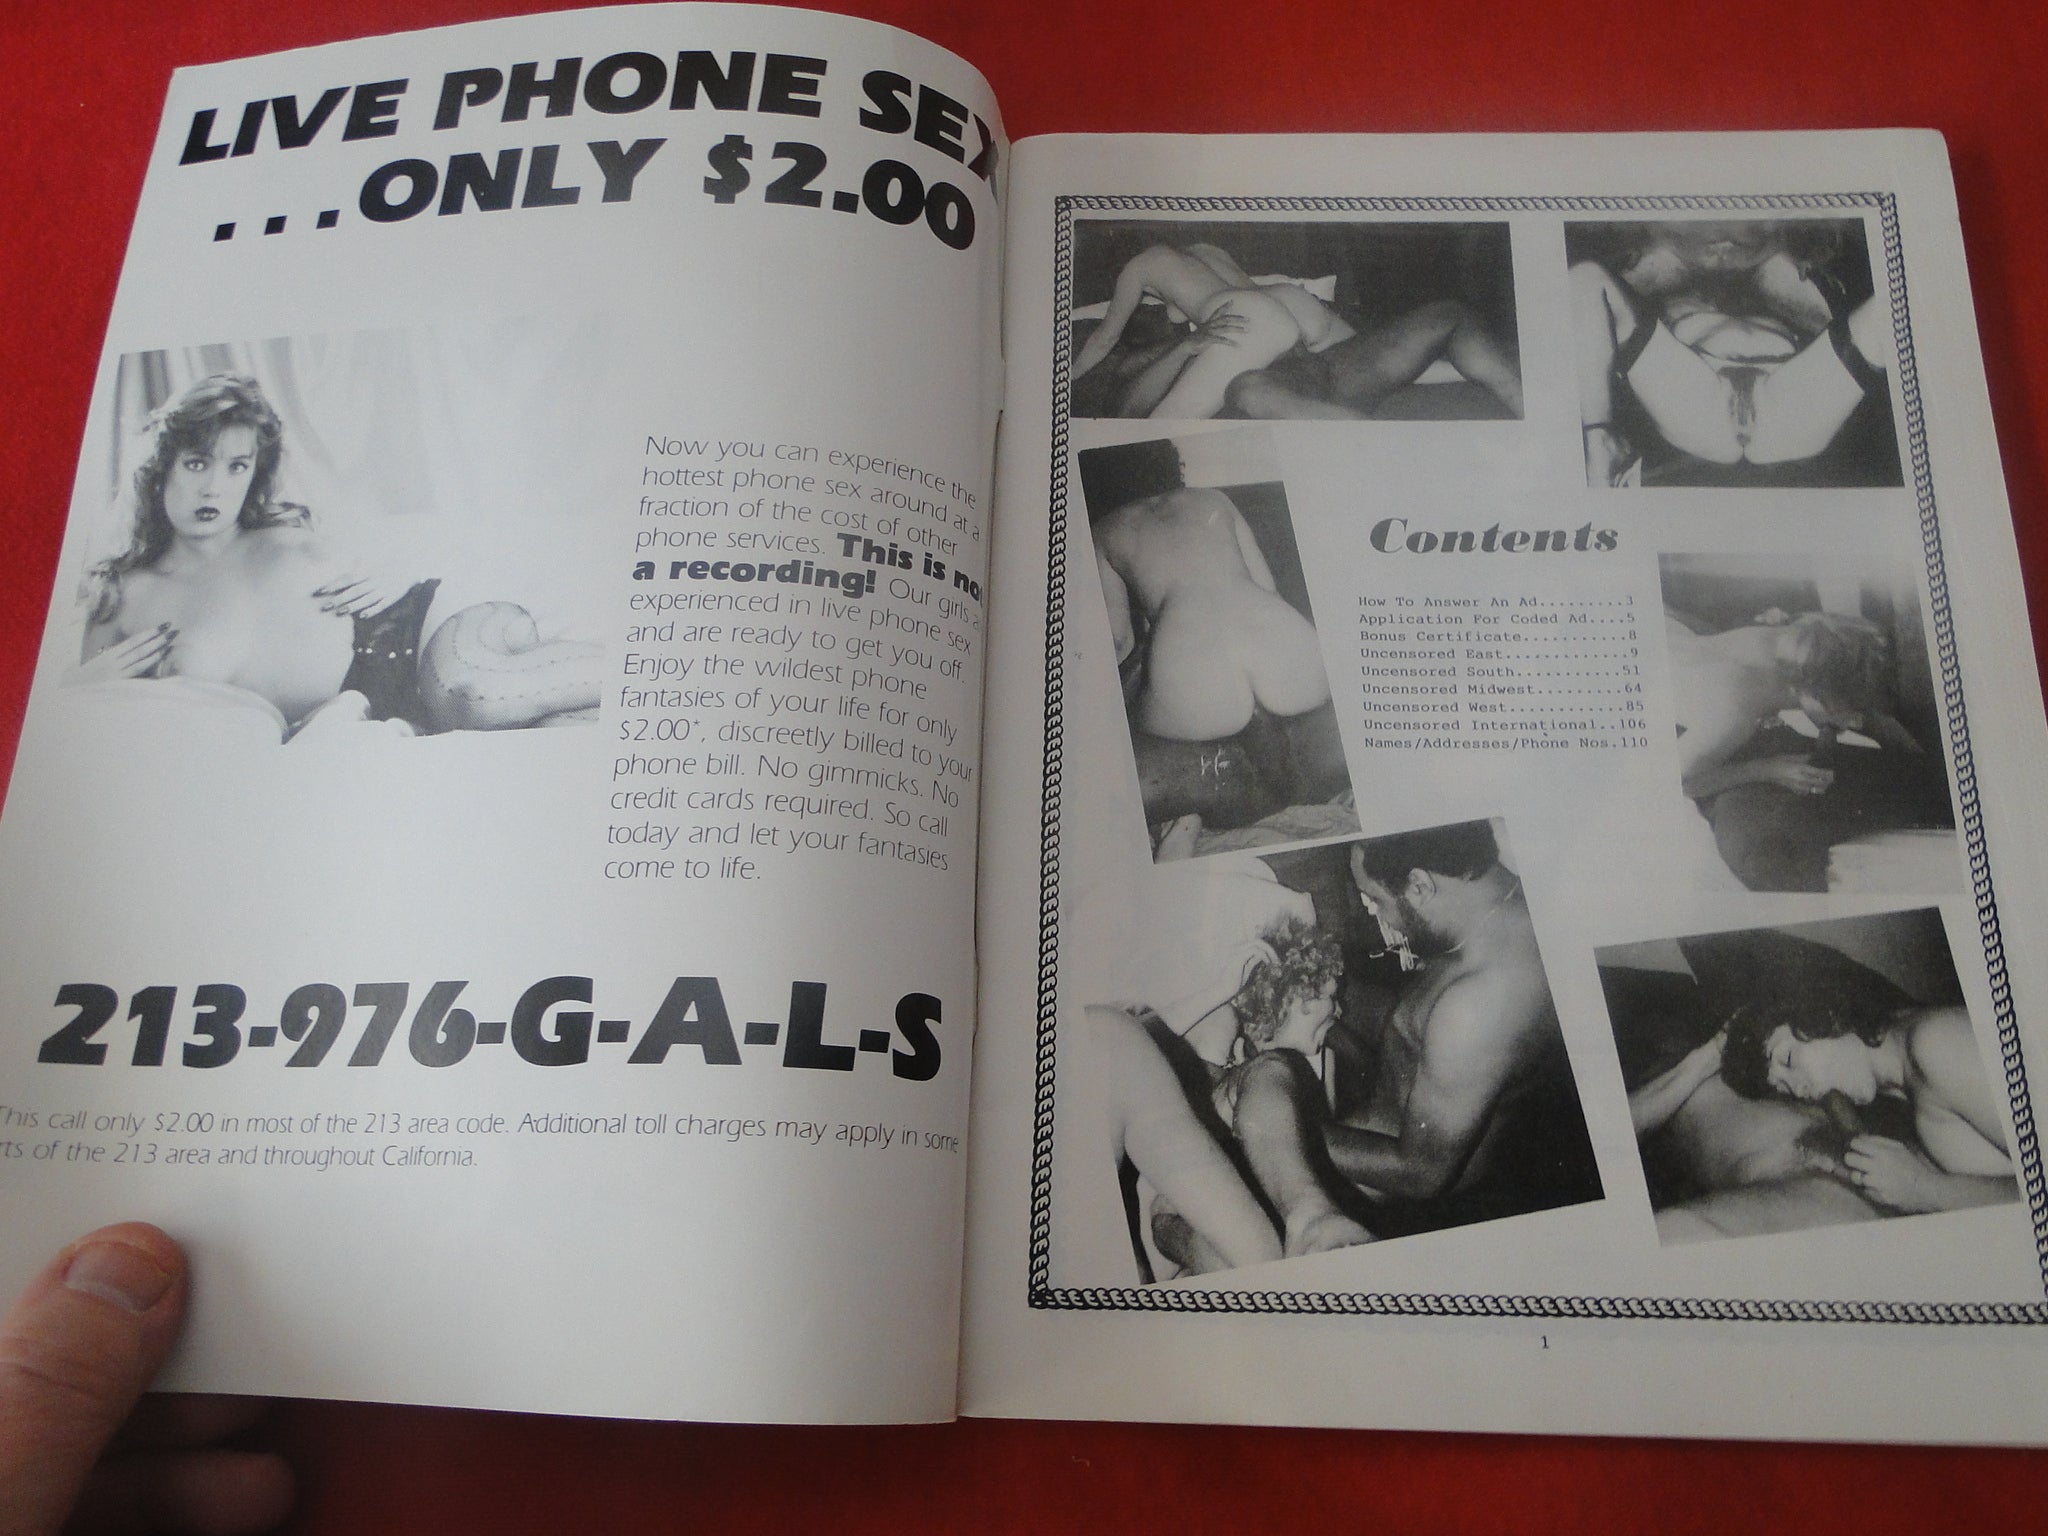 LIVE PHONE SEX
...ONLY $2.00
Now you can experience the
hottest phone sex around at a
fraction of the cost of other
phone services. This is not
a recording! Our girls
experienced in live phone sex
and are ready to get you off.
Enjoy the wildest phone
fantasies of your life for only
$2.00*, discreetly billed to your
phone bill. No gimmicks. No
credit cards required. So call
today and let your fantasies
come to life.
213-976-G-A-L-S
This call only $2.00 in most of the 213 area code. Additional toll charges may apply in some
rts of the 213 area and throughout California.
Contents
How To Answer An Ad.........3
Application For Coded Ad....5
Bonus Certificate...........8
Uncensored East.............9
Uncensored South...........51
Uncensored Midwest.........64
Uncensored West............85
Uncensored International..106
Names/Addresses/Phone Nos.110
1